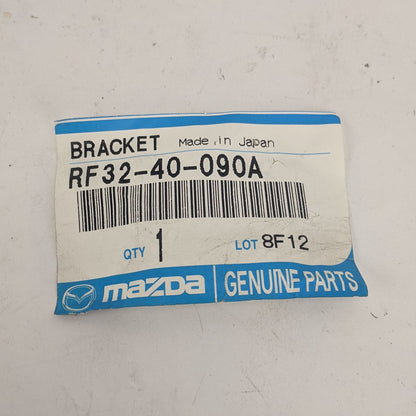 BRACKET Made in Japan
RF32-40-090A
QTY 1 LOT 8F12
mazda GENUINE PARTS